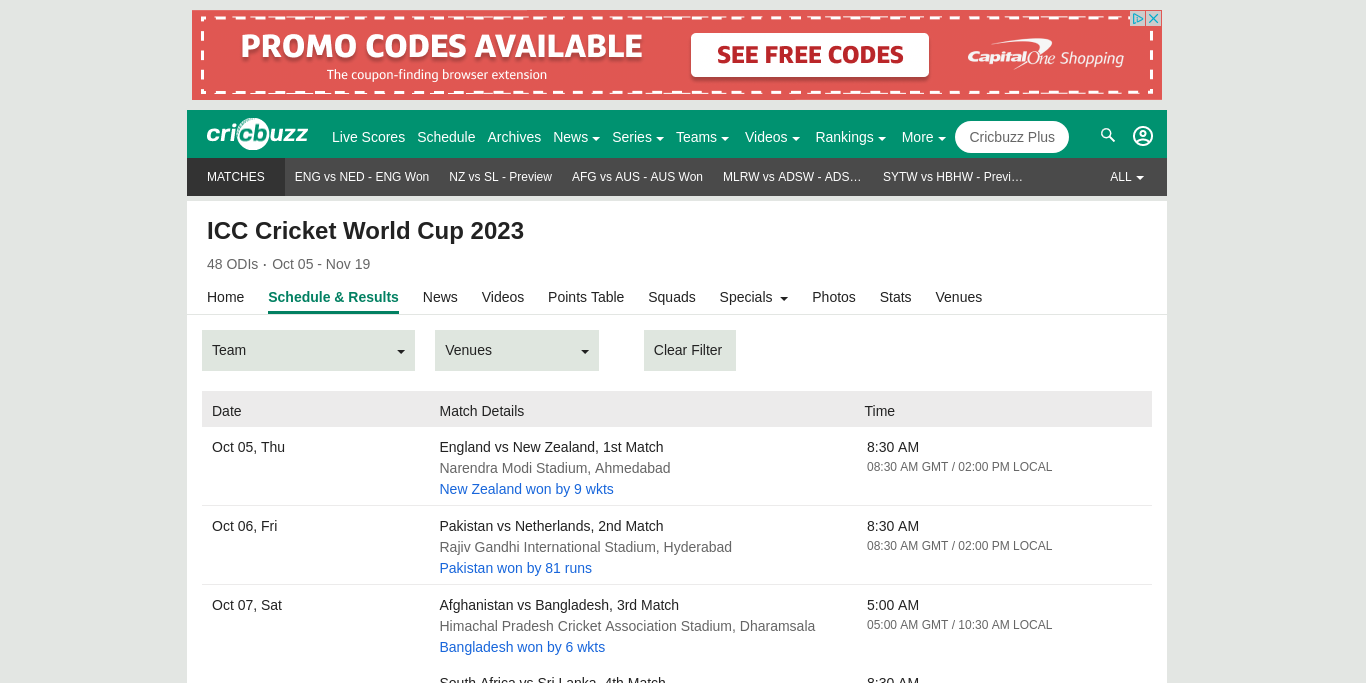 PROMO CODES AVAILABLE
The coupon-finding browser extension
SEE FREE CODES
Capital One Shopping
cricbuzz Live Scores Schedule Archives News Series Teams Videos Rankings More Cricbuzz Plus
MATCHES ENG vs NED - ENG Won NZ vs SL - Preview AFG vs AUS - AUS Won MLRW vs ADSW - ADS… SYTW vs HBHW - Previ… ALL
ICC Cricket World Cup 2023
48 ODIs · Oct 05 - Nov 19
Home Schedule & Results News Videos Points Table Squads Specials Photos Stats Venues
Team Venues Clear Filter
Date Match Details Time
Oct 05, Thu England vs New Zealand, 1st Match 8:30 AM
Narendra Modi Stadium, Ahmedabad 08:30 AM GMT / 02:00 PM LOCAL
New Zealand won by 9 wkts
Oct 06, Fri Pakistan vs Netherlands, 2nd Match 8:30 AM
Rajiv Gandhi International Stadium, Hyderabad 08:30 AM GMT / 02:00 PM LOCAL
Pakistan won by 81 runs
Oct 07, Sat Afghanistan vs Bangladesh, 3rd Match 5:00 AM
Himachal Pradesh Cricket Association Stadium, Dharamsala 05:00 AM GMT / 10:30 AM LOCAL
Bangladesh won by 6 wkts
South Africa vs Sri Lanka, 4th Match 8:30 AM